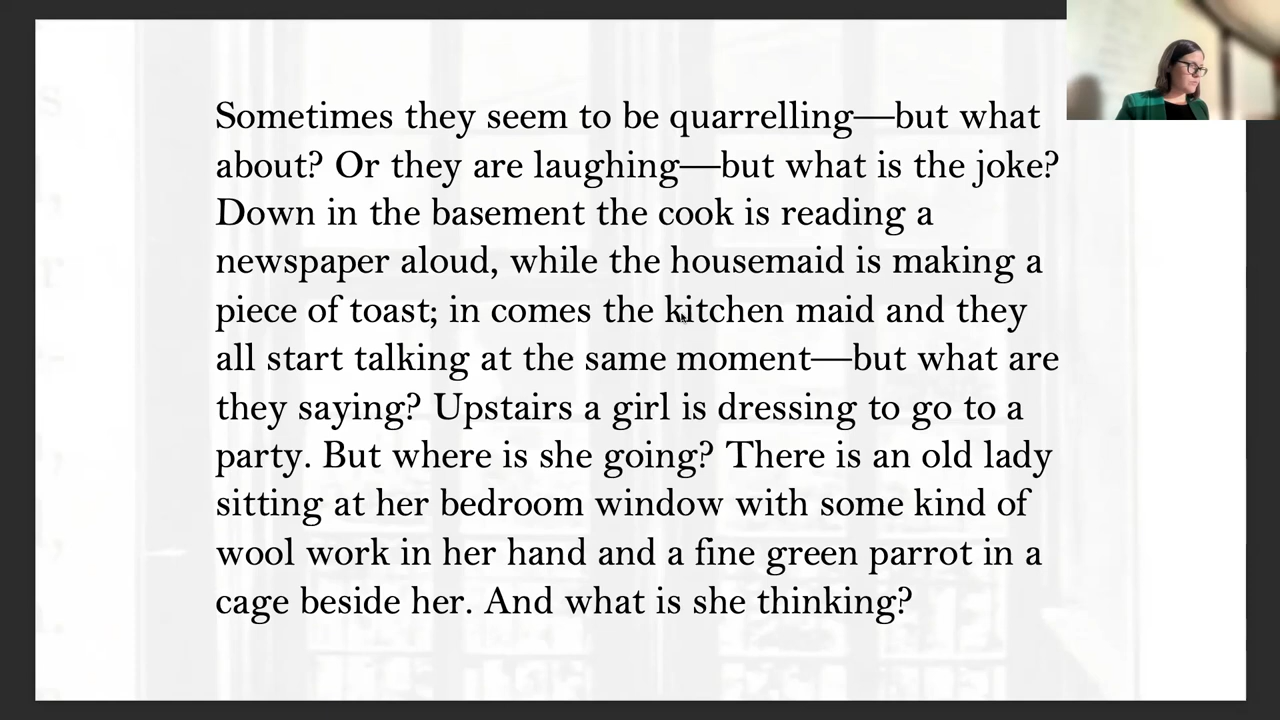 Sometimes they seem to be quarrelling—but what
about? Or they are laughing—but what is the joke?
Down in the basement the cook is reading a
newspaper aloud, while the housemaid is making a
piece of toast; in comes the kitchen maid and they
all start talking at the same moment—but what are
they saying? Upstairs a girl is dressing to go to a
party. But where is she going? There is an old lady
sitting at her bedroom window with some kind of
wool work in her hand and a fine green parrot in a
cage beside her. And what is she thinking?